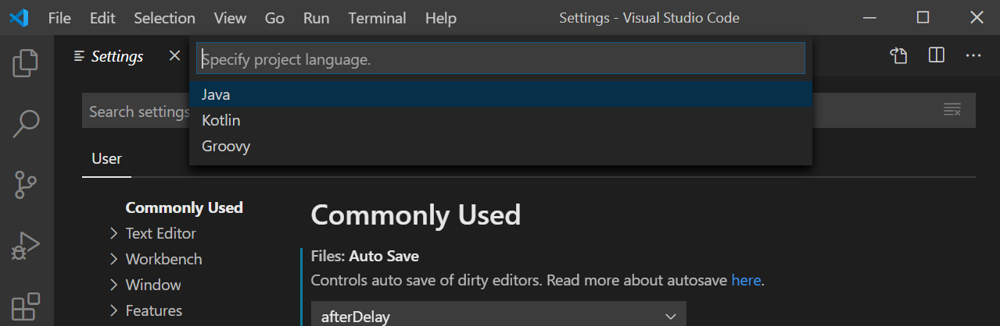 File Edit Selection View Go Run Terminal Help Settings - Visual Studio Code
Settings
Specify project language.
Java
Kotlin
Groovy
Search settings
User
Commonly Used
Text Editor
Workbench
Window
Features
Commonly Used
Files: Auto Save
Controls auto save of dirty editors. Read more about autosave here.
afterDelay